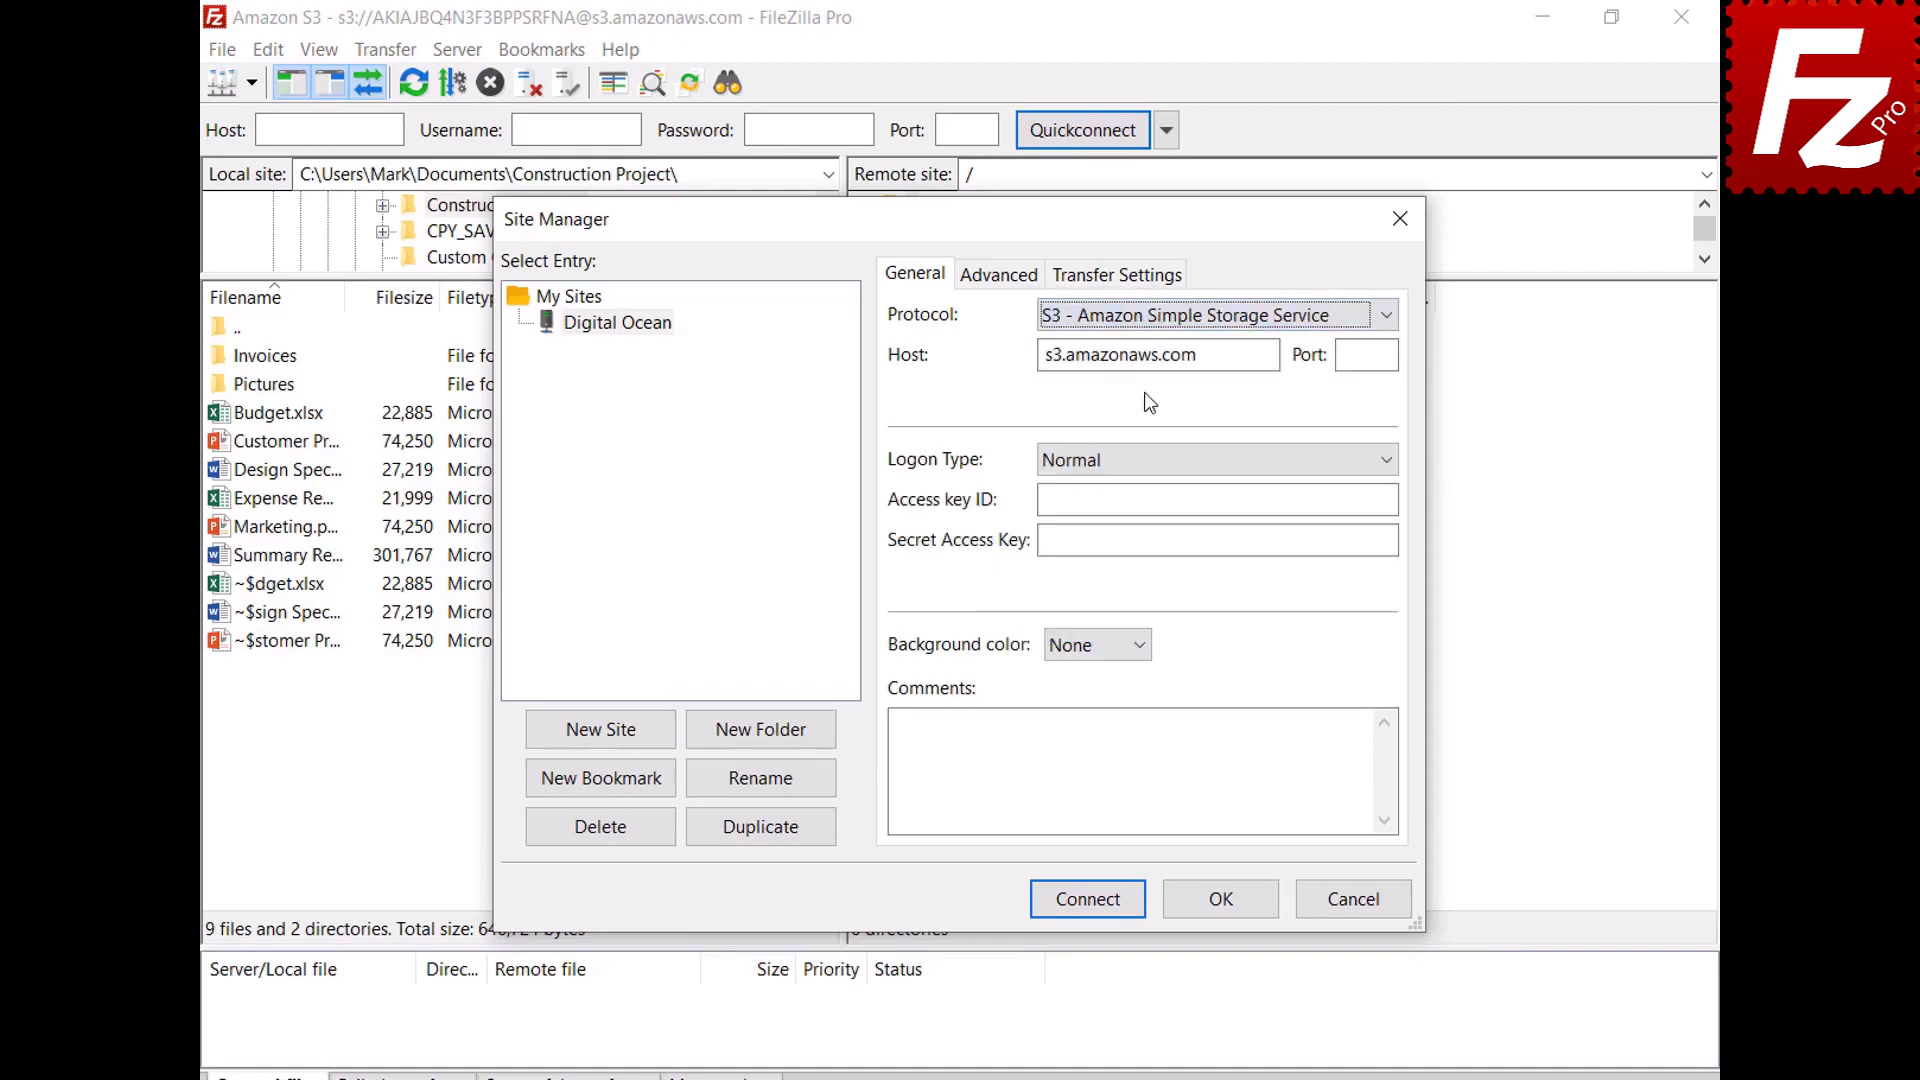 Amazon S3 - s3://AKIAJBQ4N3F3BPPSRFNA@s3.amazonaws.com - FileZilla Pro
File Edit View Transfer Server Bookmarks Help
Host: Username: Password: Port: Quickconnect
Local site: C:\Users\Mark\Documents\Construction Project\ Remote site: /
Construc
CPY_SAV
Custom
Site Manager
Select Entry:
My Sites
Digital Ocean
New Site New Folder
New Bookmark Rename
Delete Duplicate
General Advanced Transfer Settings
Protocol: S3 - Amazon Simple Storage Service
Host: s3.amazonaws.com Port:
Logon Type: Normal
Access key ID:
Secret Access Key:
Background color: None
Comments:
Connect OK Cancel
Filename Filesize Filetyp
..
Invoices File fo
Pictures File fo
Budget.xlsx 22,885 Micro
Customer Pr... 74,250 Micro
Design Spec... 27,219 Micro
Expense Re... 21,999 Micro
Marketing.p... 74,250 Micro
Summary Re... 301,767 Micro
~$dget.xlsx 22,885 Micro
~$sign Spec... 27,219 Micro
~$stomer Pr... 74,250 Micro
9 files and 2 directories. Total size:
Server/Local file Direc... Remote file Size Priority Status
FZ Pro